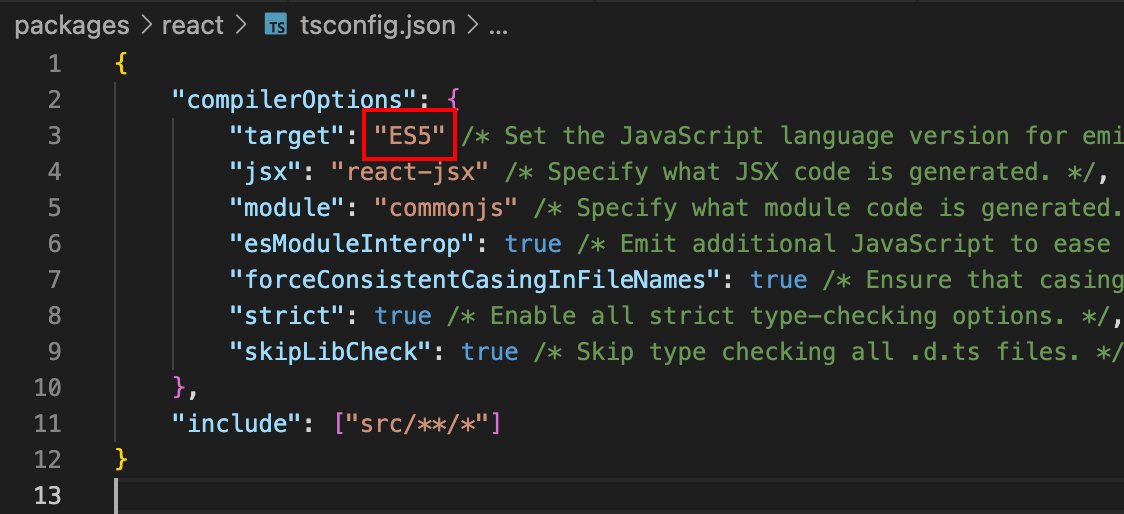 packages > react > TS tsconfig.json > ...
1 {
2 "compilerOptions": {
3 "target": "ES5" /* Set the JavaScript language version for emi
4 "jsx": "react-jsx" /* Specify what JSX code is generated. */,
5 "module": "commonjs" /* Specify what module code is generated.
6 "esModuleInterop": true /* Emit additional JavaScript to ease
7 "forceConsistentCasingInFileNames": true /* Ensure that casing
8 "strict": true /* Enable all strict type-checking options. */,
9 "skipLibCheck": true /* Skip type checking all .d.ts files. */
10 },
11 "include": ["src/**/*"]
12 }
13